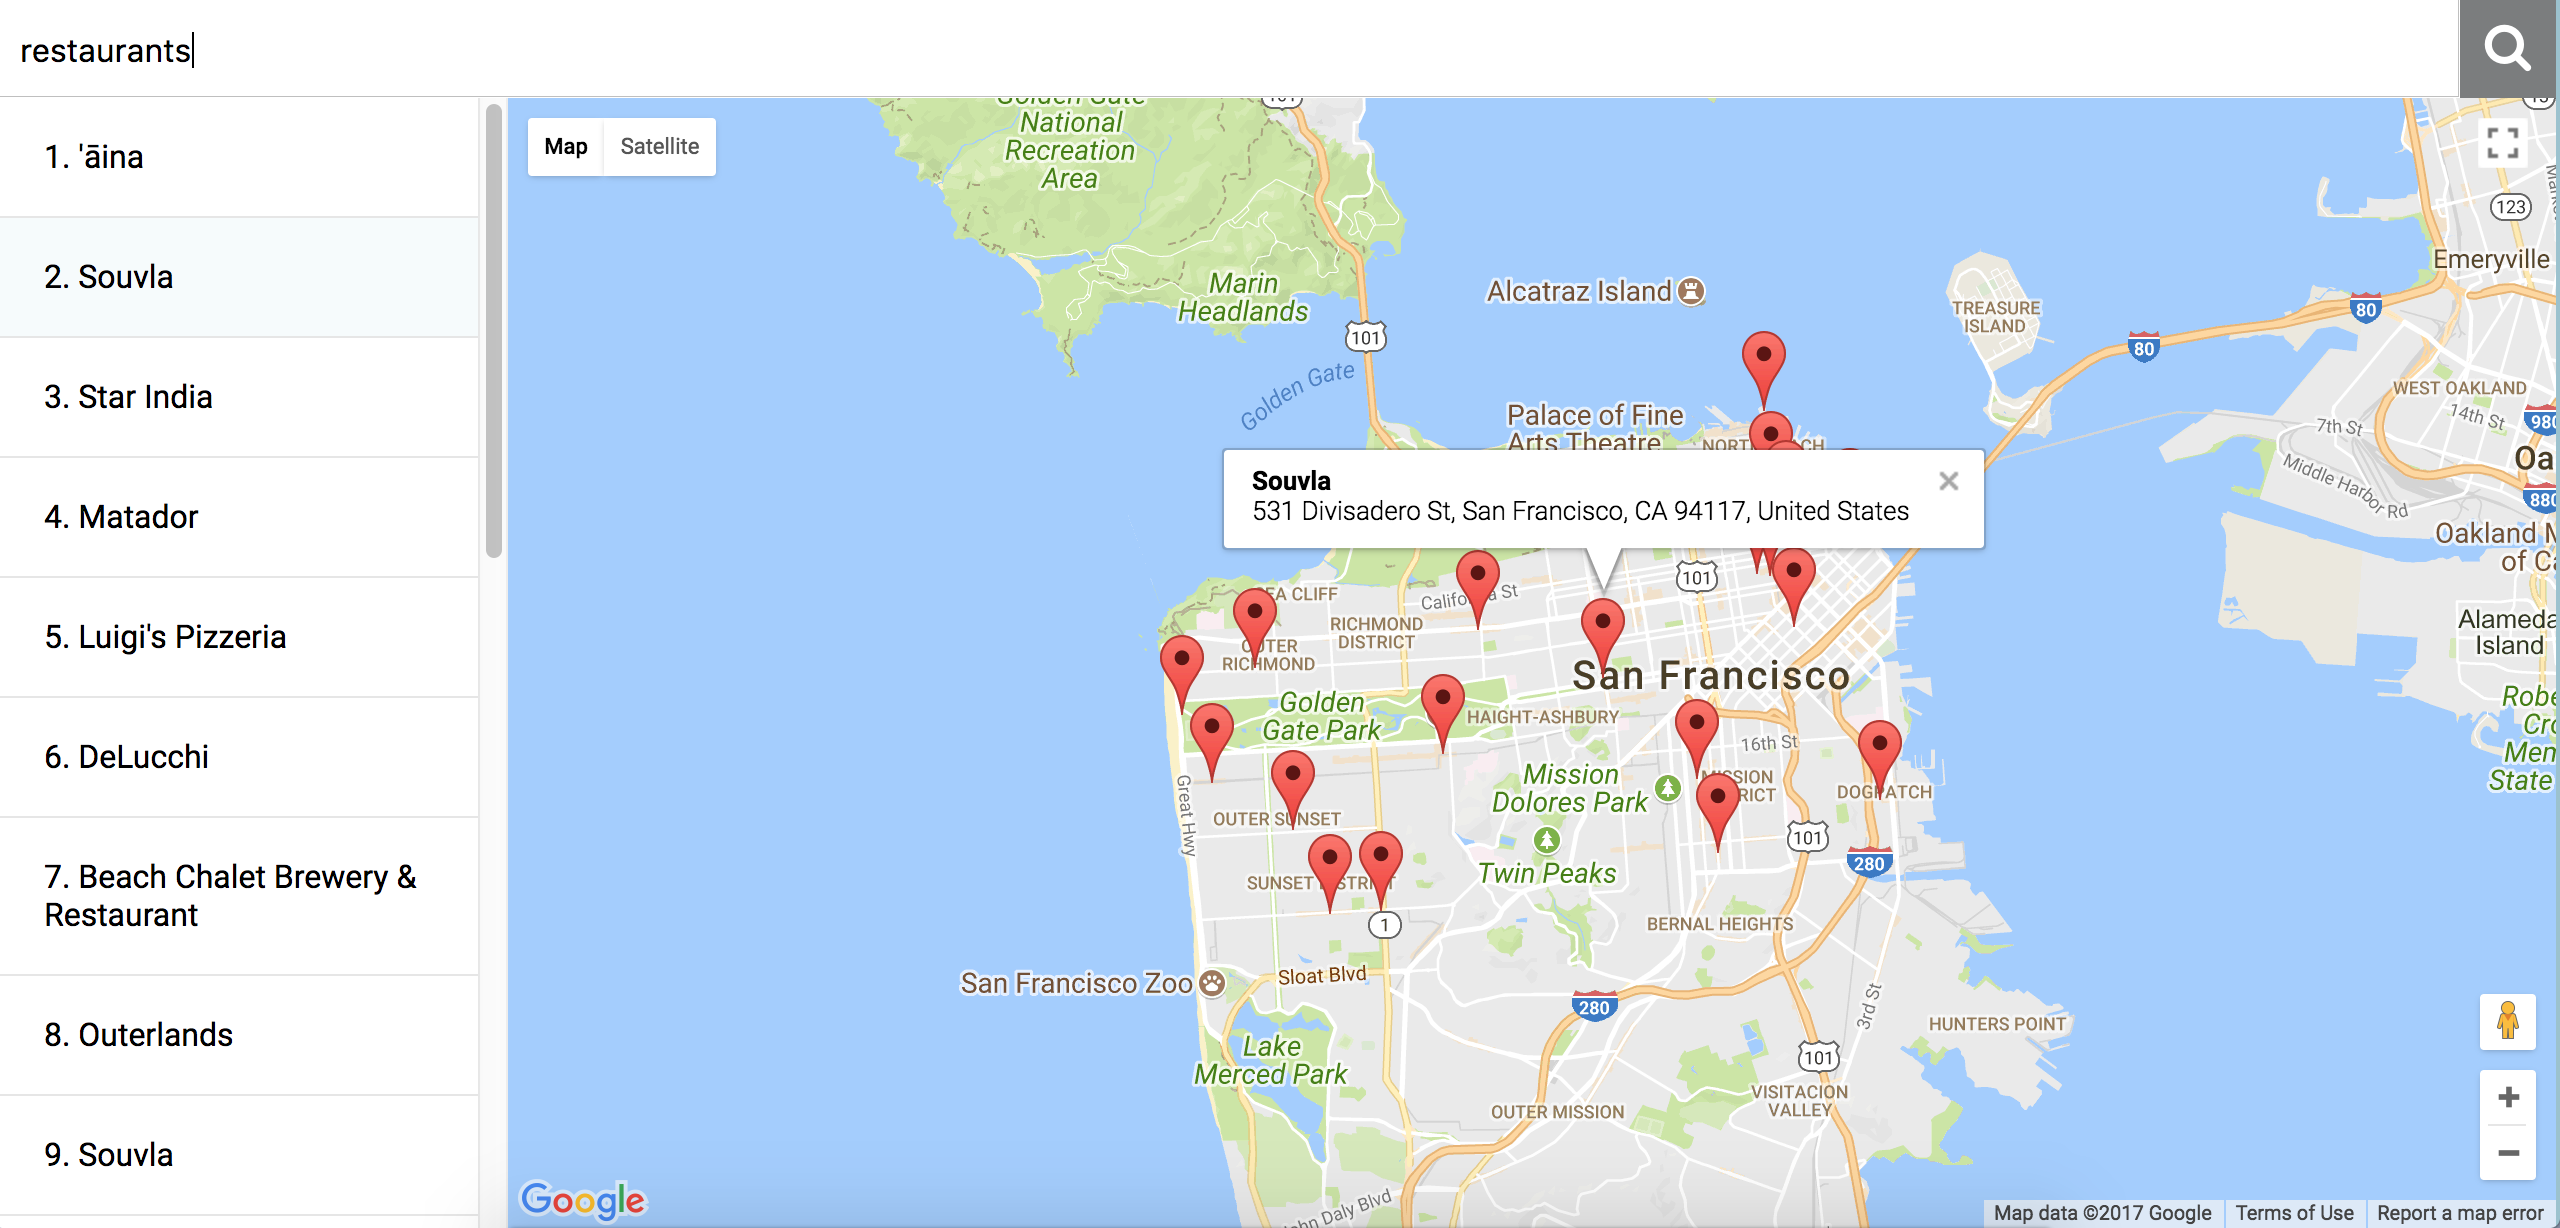 restaurants
1. 'āina
2. Souvla
3. Star India
4. Matador
5. Luigi's Pizzeria
6. DeLucchi
7. Beach Chalet Brewery &
Restaurant
8. Outerlands
9. Souvla
Map Satellite
Golden Gate
National
Recreation
Area
Marin
Headlands
101
Golden Gate
Alcatraz Island
TREASURE
ISLAND
80
80
123
Emeryville
WEST OAKLAND
14th St
7th St
Middle Harbor Rd
980
880
Oa
Oakland
of
Alameda
Island
State
Palace of Fine
Arts Theatre
Souvla
531 Divisadero St, San Francisco, CA 94117, United States
101
CLIFF
California St
RICHMOND
DISTRICT
OUTER
RICHMOND
San Francisco
Golden
Gate Park
HAIGHT-ASHBURY
16th St
Mission
Dolores Park
MISSION
DOGPATCH
Great Hwy
OUTER SUNSET
Twin Peaks
101
280
SUNSET DISTRICT
1
BERNAL HEIGHTS
San Francisco Zoo
Sloat Blvd
280
3rd St
HUNTERS POINT
Lake
Merced Park
101
VISITACION
VALLEY
OUTER MISSION
John Daly Blvd
Google
Map data ©2017 Google Terms of Use Report a map error